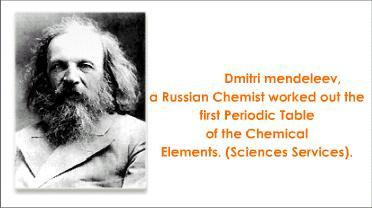 Dmitri mendeleev,
a Russian Chemist worked out the
first Periodic Table
of the Chemical
Elements. (Sciences Services).